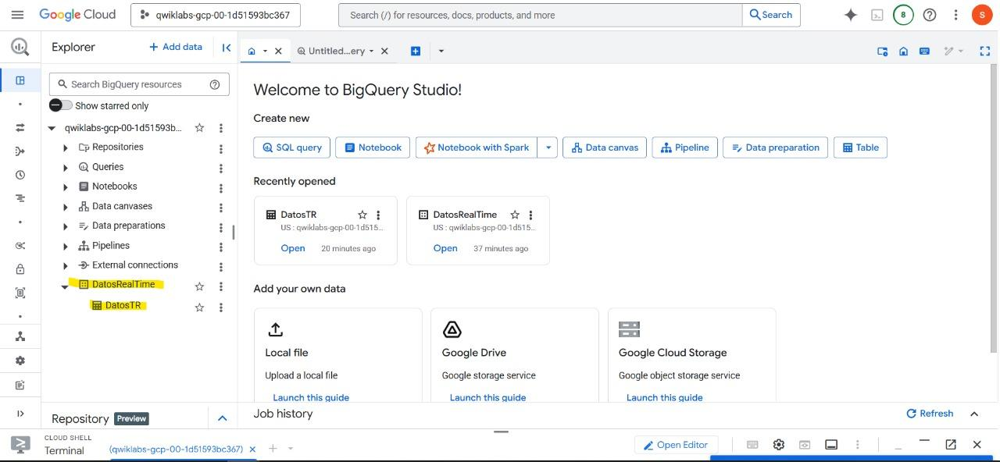 Google Cloud
qwiklabs-gcp-00-1d51593bc367
Search (/) for resources, docs, products, and more
Search
8
S
Explorer
+ Add data
Untitled...ery
Search BigQuery resources
Show starred only
qwiklabs-gcp-00-1d51593b...
Repositories
Queries
Notebooks
Data canvases
Data preparations
Pipelines
External connections
DatosRealTime
DatosTR
Repository Preview
Welcome to BigQuery Studio!
Create new
SQL query
Notebook
Notebook with Spark
Data canvas
Pipeline
Data preparation
Table
Recently opened
DatosTR
US : qwiklabs-gcp-00-1d515...
Open 20 minutes ago
DatosRealTime
US : qwiklabs-gcp-00-1d515...
Open 37 minutes ago
Add your own data
Local file
Upload a local file
Launch this guide
Google Drive
Google storage service
Launch this guide
Google Cloud Storage
Google object storage service
Launch this guide
Job history
Refresh
CLOUD SHELL
Terminal
(qwiklabs-gcp-00-1d51593bc367)
Open Editor